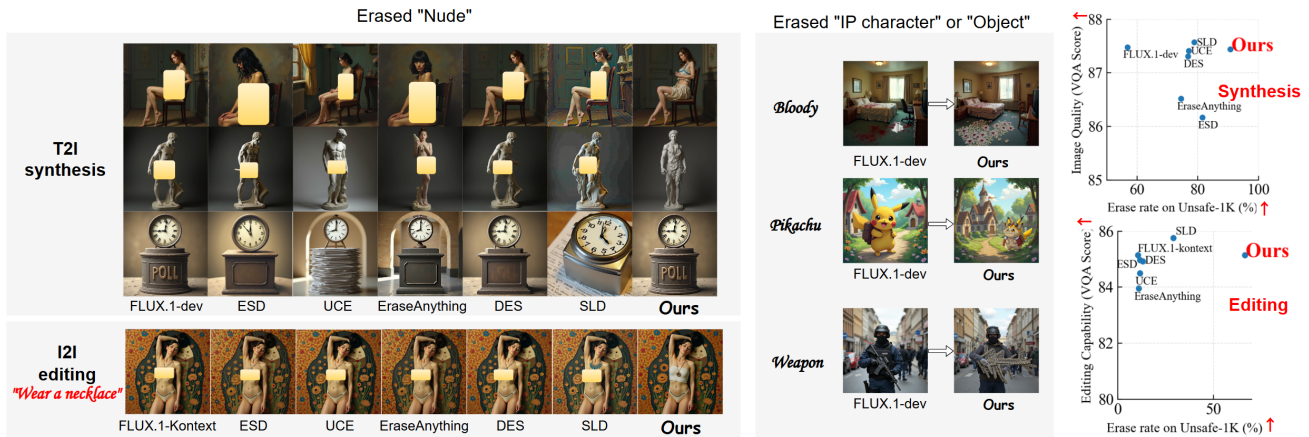 Erased "Nude"
T2I
synthesis
POLL
POLL
FLUX.1-dev
ESD
UCE
EraseAnything
DES
SLD
Ours
I2I
editing
"Wear a necklace"
FLUX.1-Kontext
ESD
UCE
EraseAnything
DES
SLD
Ours
Erased "IP character" or "Object"
Bloody
FLUX.1-dev
Ours
Pikachu
FLUX.1-dev
Ours
Weapon
FLUX.1-dev
Ours
Image Quality (VQA Score)
88
87
86
85
FLUX.1-dev
SLD
UCE
DES
Ours
Synthesis
EraseAnything
ESD
60
80
100
Erase rate on Unsafe-1K (%)
Editing Capability (VQA Score)
86
84
82
80
SLD
FLUX.1-kontext
ESD
DES
UCE
EraseAnything
Ours
Editing
0
50
Erase rate on Unsafe-1K (%)